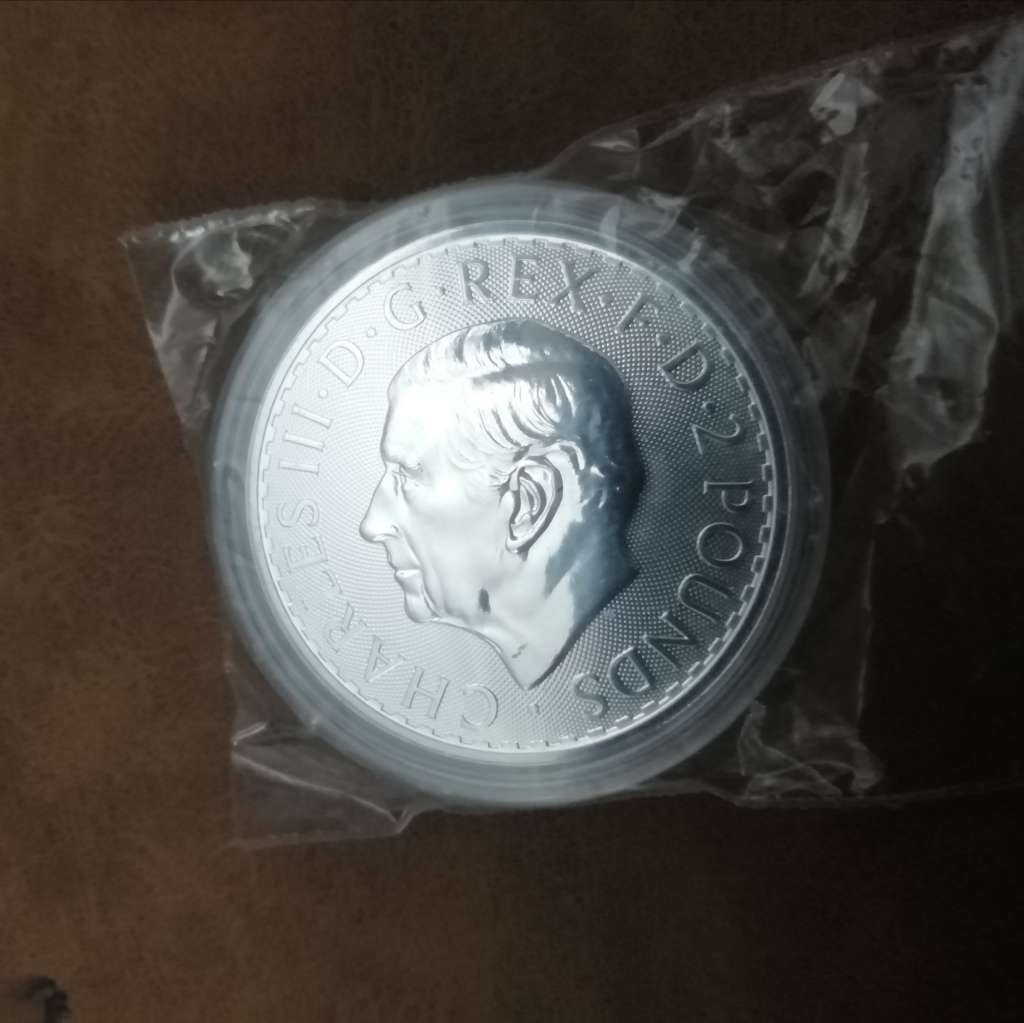 CHARLES III · D · G · REX · F · D · 2 POUNDS ·